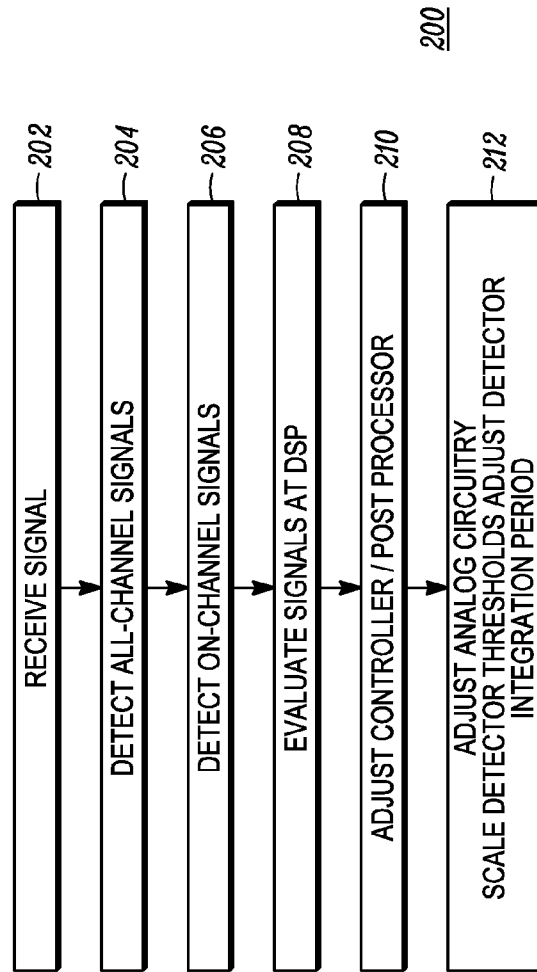 RECEIVE SIGNAL
202
DETECT ALL-CHANNEL SIGNALS
204
DETECT ON-CHANNEL SIGNALS
206
EVALUATE SIGNALS AT DSP
208
ADJUST CONTROLLER / POST PROCESSOR
210
ADJUST ANALOG CIRCUITRY
SCALE DETECTOR THRESHOLDS ADJUST DETECTOR
INTEGRATION PERIOD
212
200